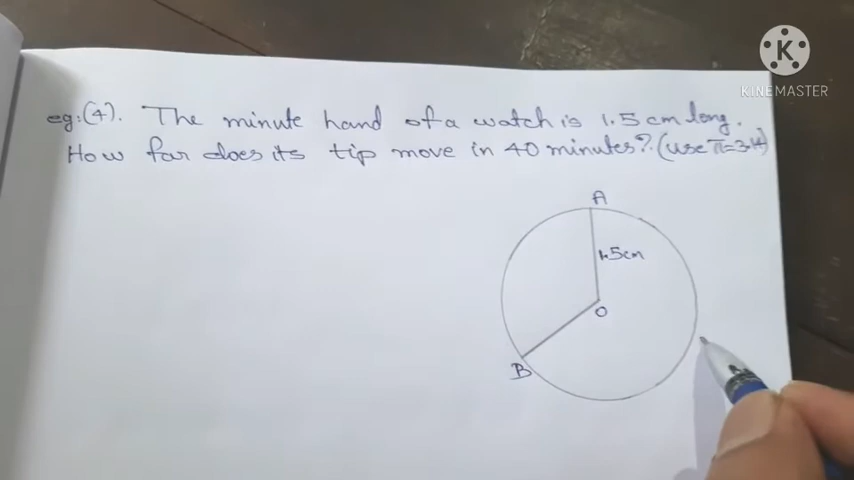 K
KINEMASTER
eg:(4). The minute hand of a watch is 1.5 cm long.
How far does its tip move in 40 minutes? (use π=3.14)
A
1.5cm
O
B